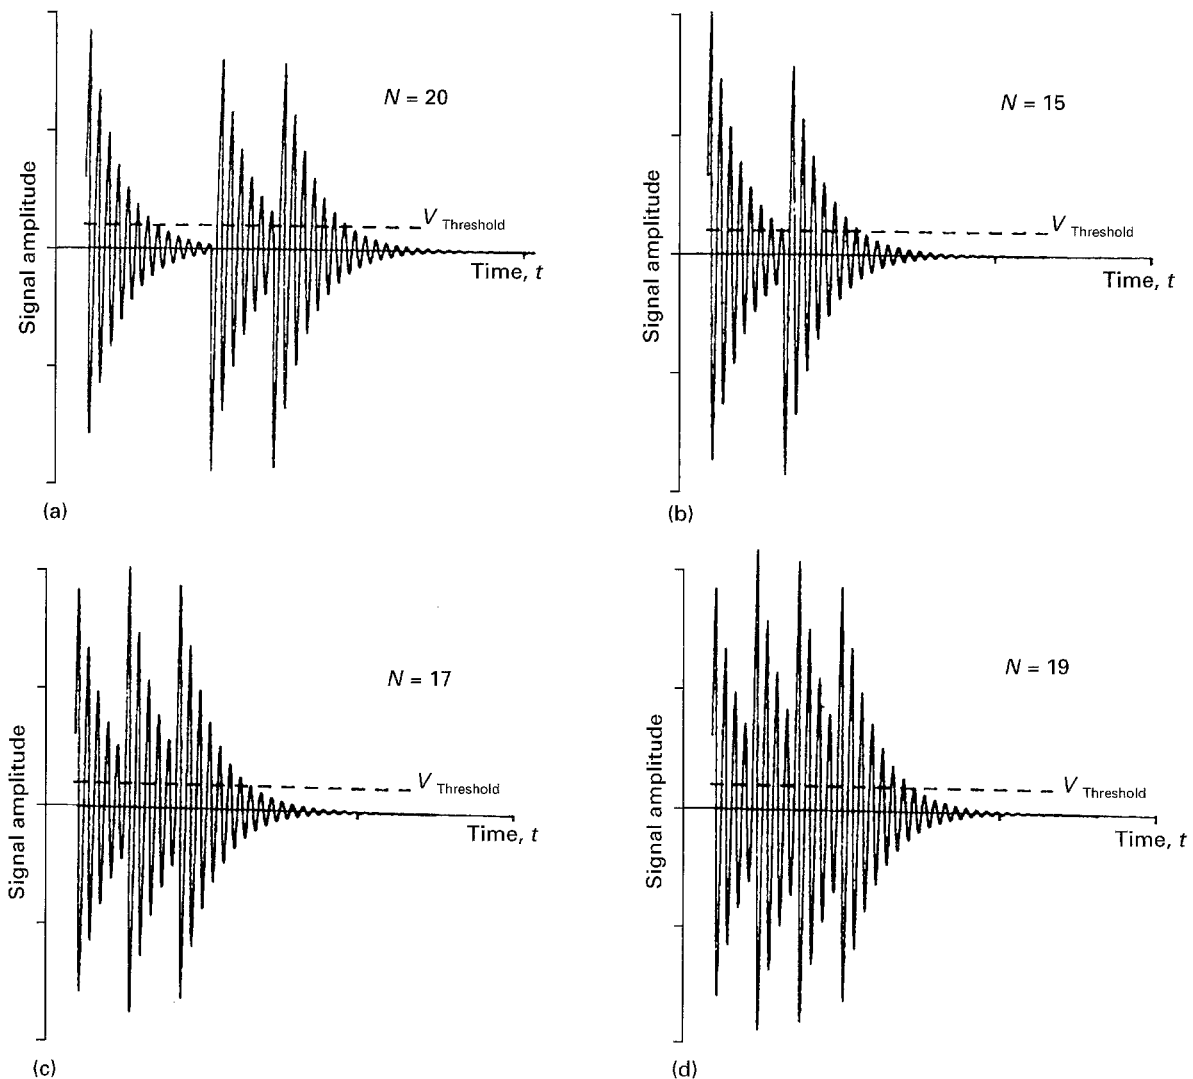 N = 20
V Threshold
Signal amplitude
Time, t
(a)
N = 15
V Threshold
Signal amplitude
Time, t
(b)
N = 17
V Threshold
Signal amplitude
Time, t
(c)
N = 19
V Threshold
Signal amplitude
Time, t
(d)